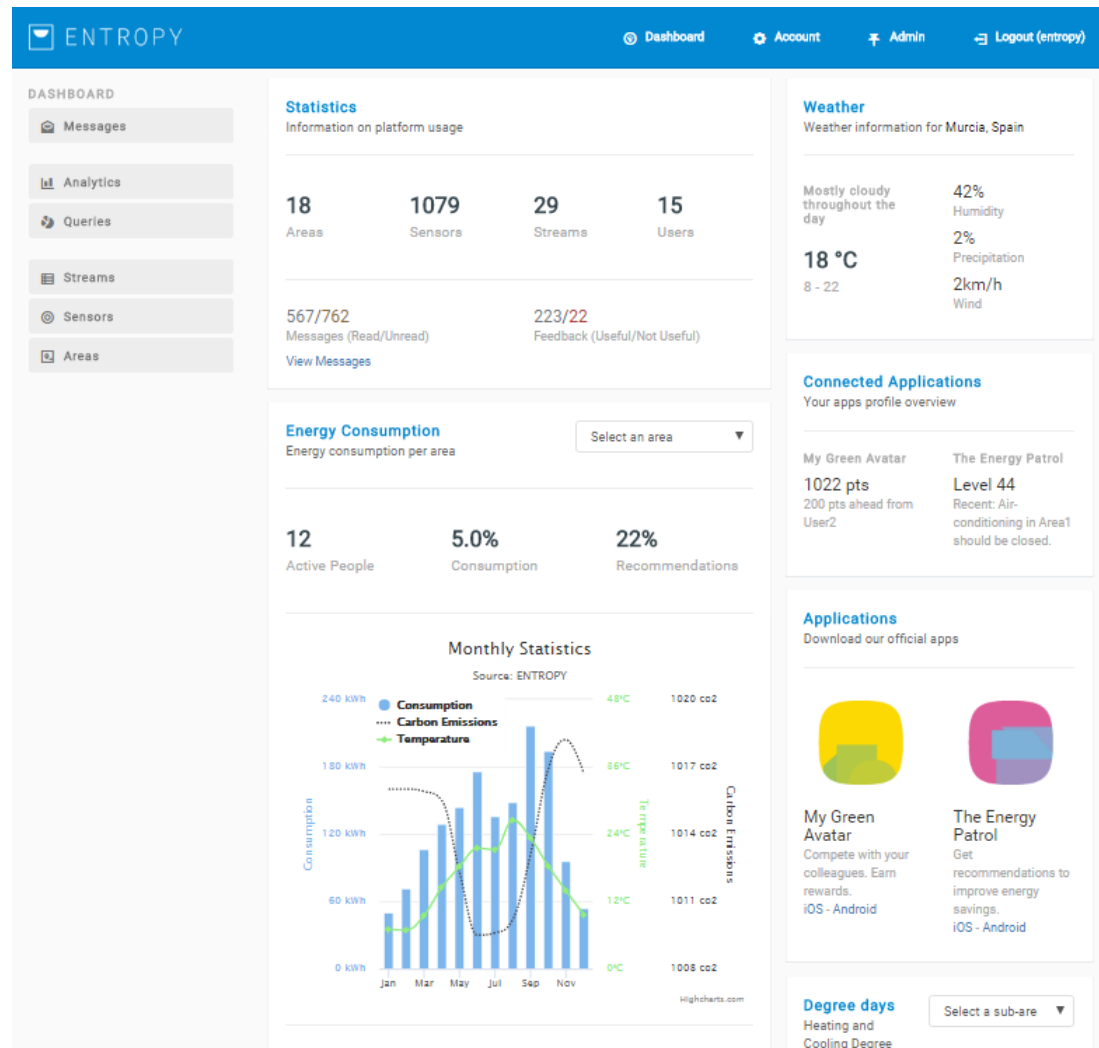 ENTROPY
Dashboard
Account
Admin
Logout (entropy)
DASHBOARD
Messages
Analytics
Queries
Streams
Sensors
Areas
Statistics
Information on platform usage
18
Areas
1079
Sensors
29
Streams
15
Users
567/762
Messages (Read/Unread)
View Messages
223/22
Feedback (Useful/Not Useful)
Energy Consumption
Energy consumption per area
Select an area
12
Active People
5.0%
Consumption
22%
Recommendations
Monthly Statistics
Source: ENTROPY
Consumption
Carbon Emissions
Temperature
240 kWh
180 kWh
120 kWh
60 kWh
0 kWh
Consumption
48°C
36°C
24°C
12°C
0°C
Temperature
1020 co2
1017 co2
1014 co2
1011 co2
1008 co2
Carbon Emissions
Jan
Mar
May
Jul
Sep
Nov
Highcharts.com
Weather
Weather information for Murcia, Spain
Mostly cloudy
throughout the
day
18 °C
8 - 22
42%
Humidity
2%
Precipitation
2km/h
Wind
Connected Applications
Your apps profile overview
My Green Avatar
1022 pts
200 pts ahead from
User2
The Energy Patrol
Level 44
Recent: Air-
conditioning in Area1
should be closed.
Applications
Download our official apps
My Green
Avatar
Compete with your
colleagues. Earn
rewards.
iOS - Android
The Energy
Patrol
Get
recommendations to
improve energy
savings.
iOS - Android
Degree days
Heating and
Cooling Degree
Select a sub-are